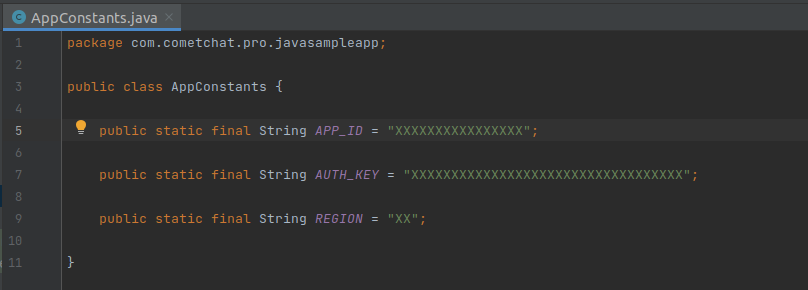 AppConstants.java
1 package com.cometchat.pro.javasampleapp;
2
3 public class AppConstants {
4
5 public static final String APP_ID = "XXXXXXXXXXXXXXXX";
6
7 public static final String AUTH_KEY = "XXXXXXXXXXXXXXXXXXXXXXXXXXXXXXXXXX";
8
9 public static final String REGION = "XX";
10
11 }